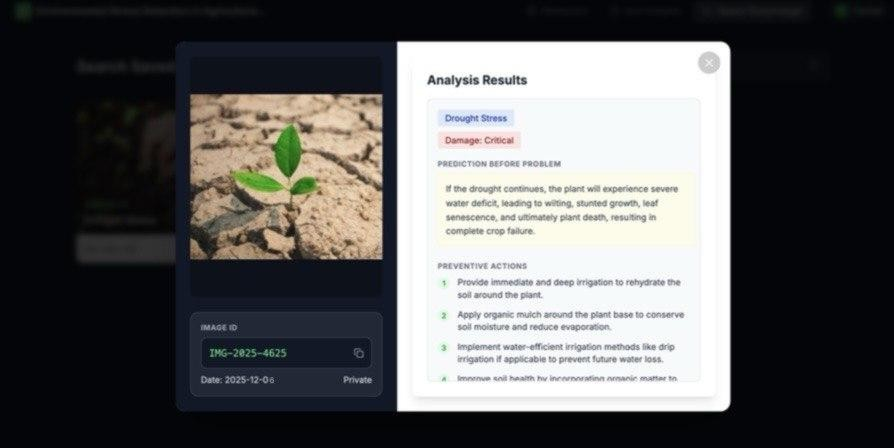 Analysis Results
Drought Stress
Damage: Critical
PREDICTION BEFORE PROBLEM
If the drought continues, the plant will experience severe
water deficit, leading to wilting, stunted growth, leaf
senescence, and ultimately plant death, resulting in
complete crop failure.
PREVENTIVE ACTIONS
1 Provide immediate and deep irrigation to rehydrate the
soil around the plant.
2 Apply organic mulch around the plant base to conserve
soil moisture and reduce evaporation.
3 Implement water-efficient irrigation methods like drip
irrigation if applicable to prevent future water loss.
4 Improve soil health by incorporating organic matter to
IMAGE ID
IMG-2025-4625
Date: 2025-12-06
Private